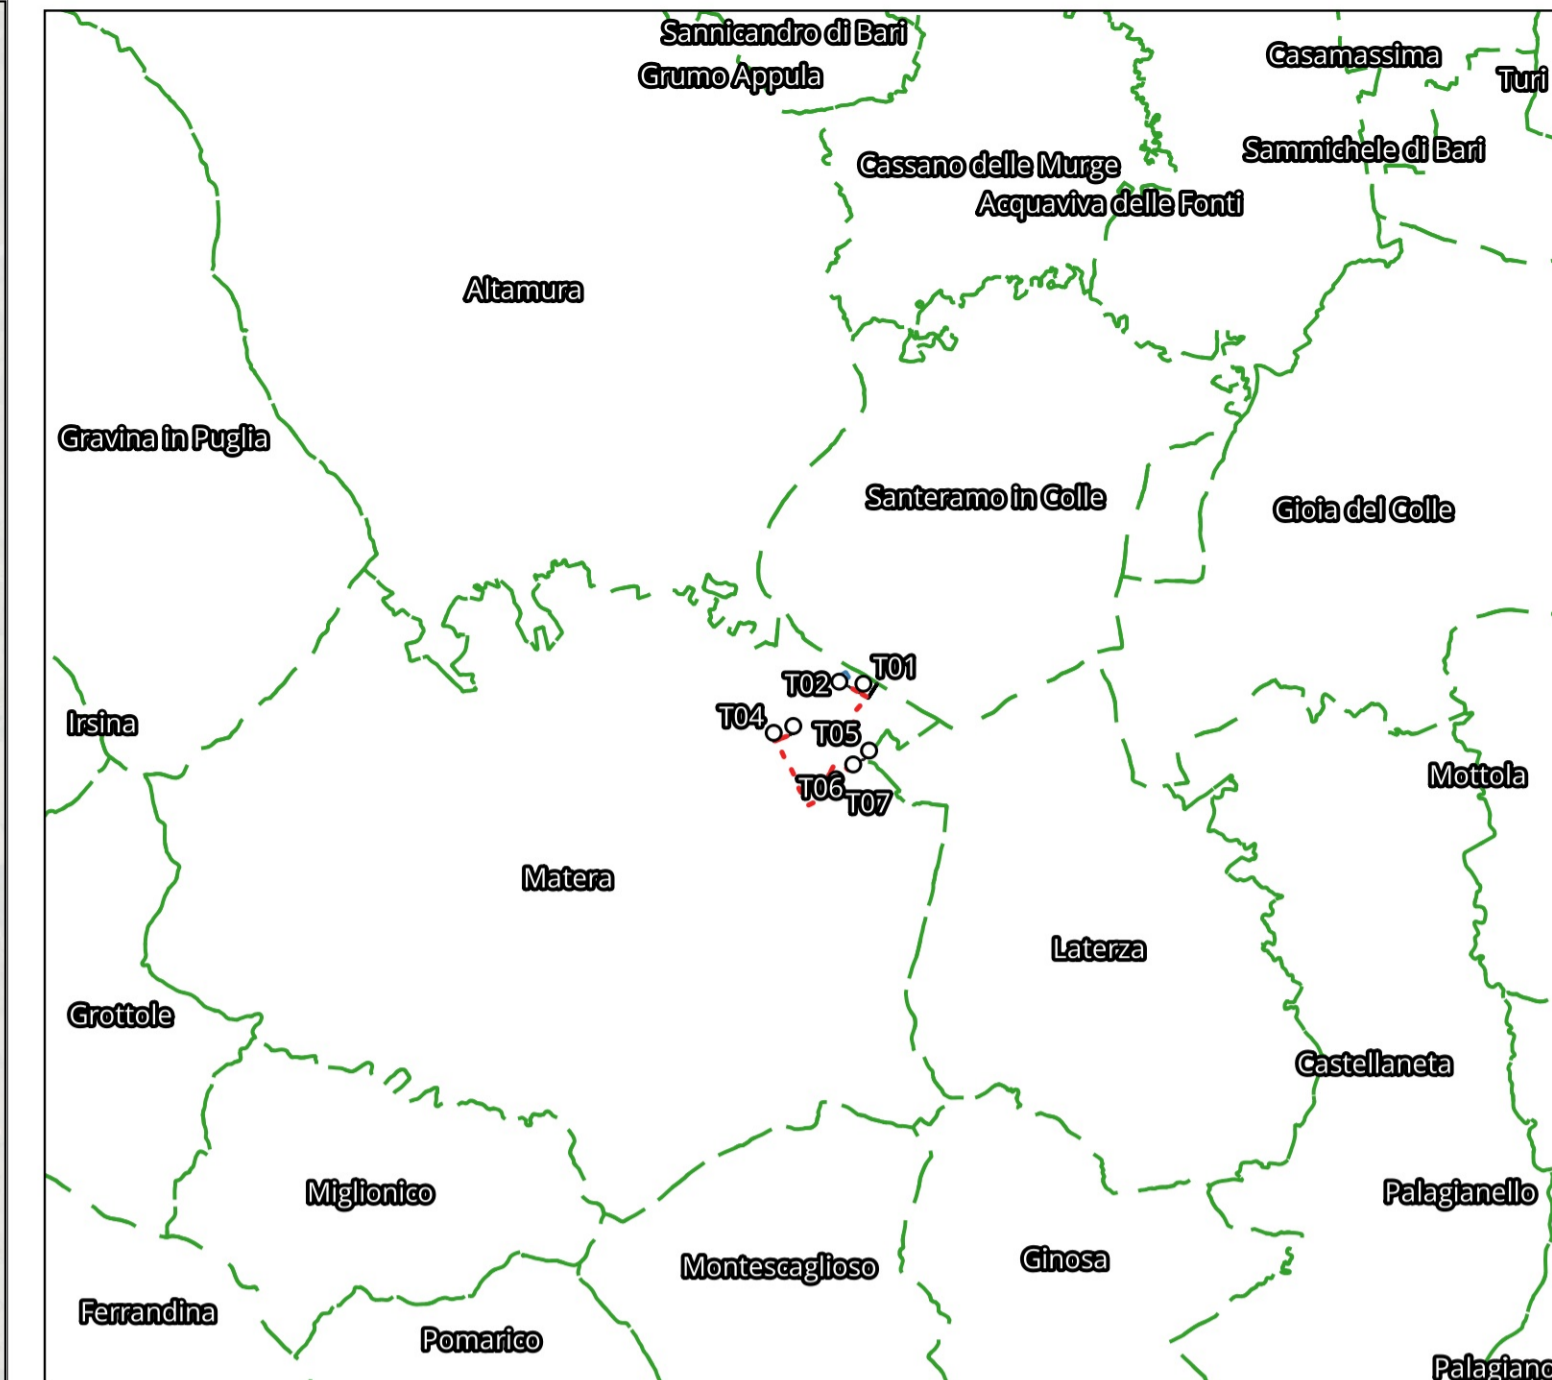 Sannicandro di Bari
Casamassima
Grumo Appula
Turi
Sammichele di Bari
Cassano delle Murge
Acquaviva delle Fonti
Altamura
Gravina in Puglia
Santeramo in Colle
Gioia del Colle
T01
T02
T04
Irsina
T05
Mottola
T06
T07
Matera
Laterza
Grottole
Castellaneta
Miglionico
Palagianello
Montescaglioso
Ginosa
Ferrandina
Pomarico
Palagiano